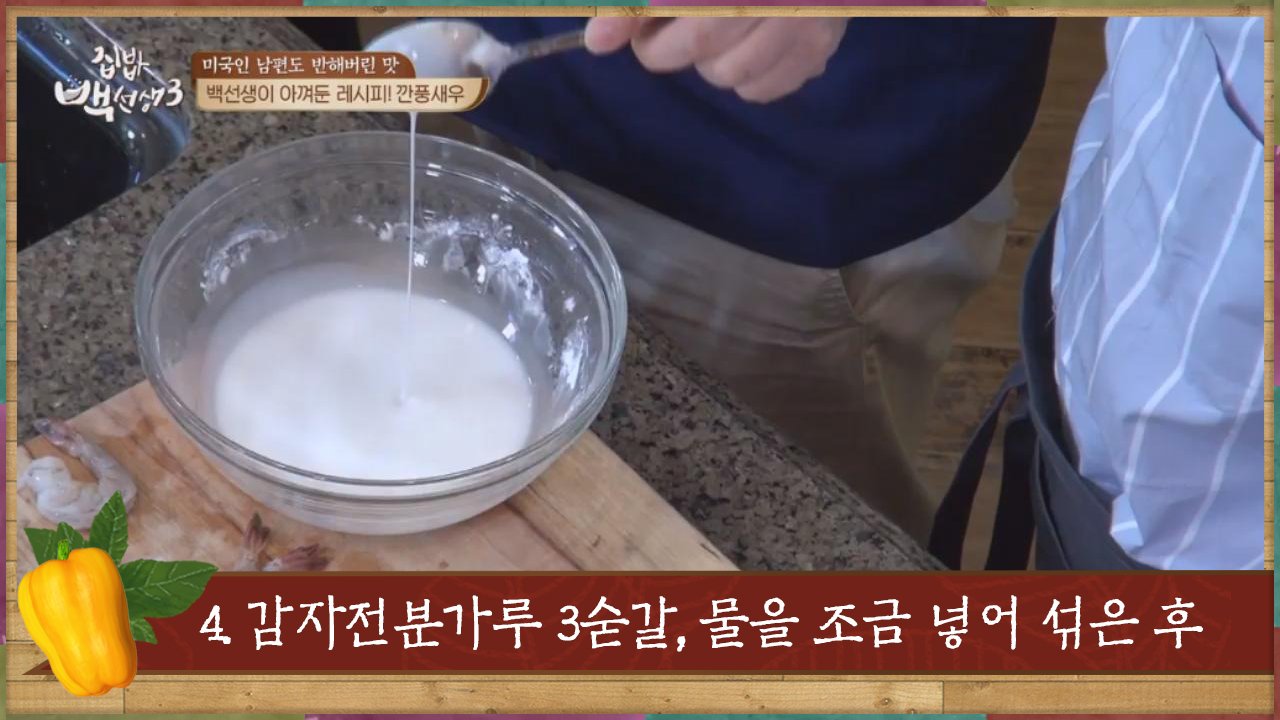 집밥
백선생3
미국인 남편도 반해버린 맛
백선생이 아껴둔 레시피! 깐풍새우
4. 감자전분가루 3숟갈, 물을 조금 넣어 섞은 후